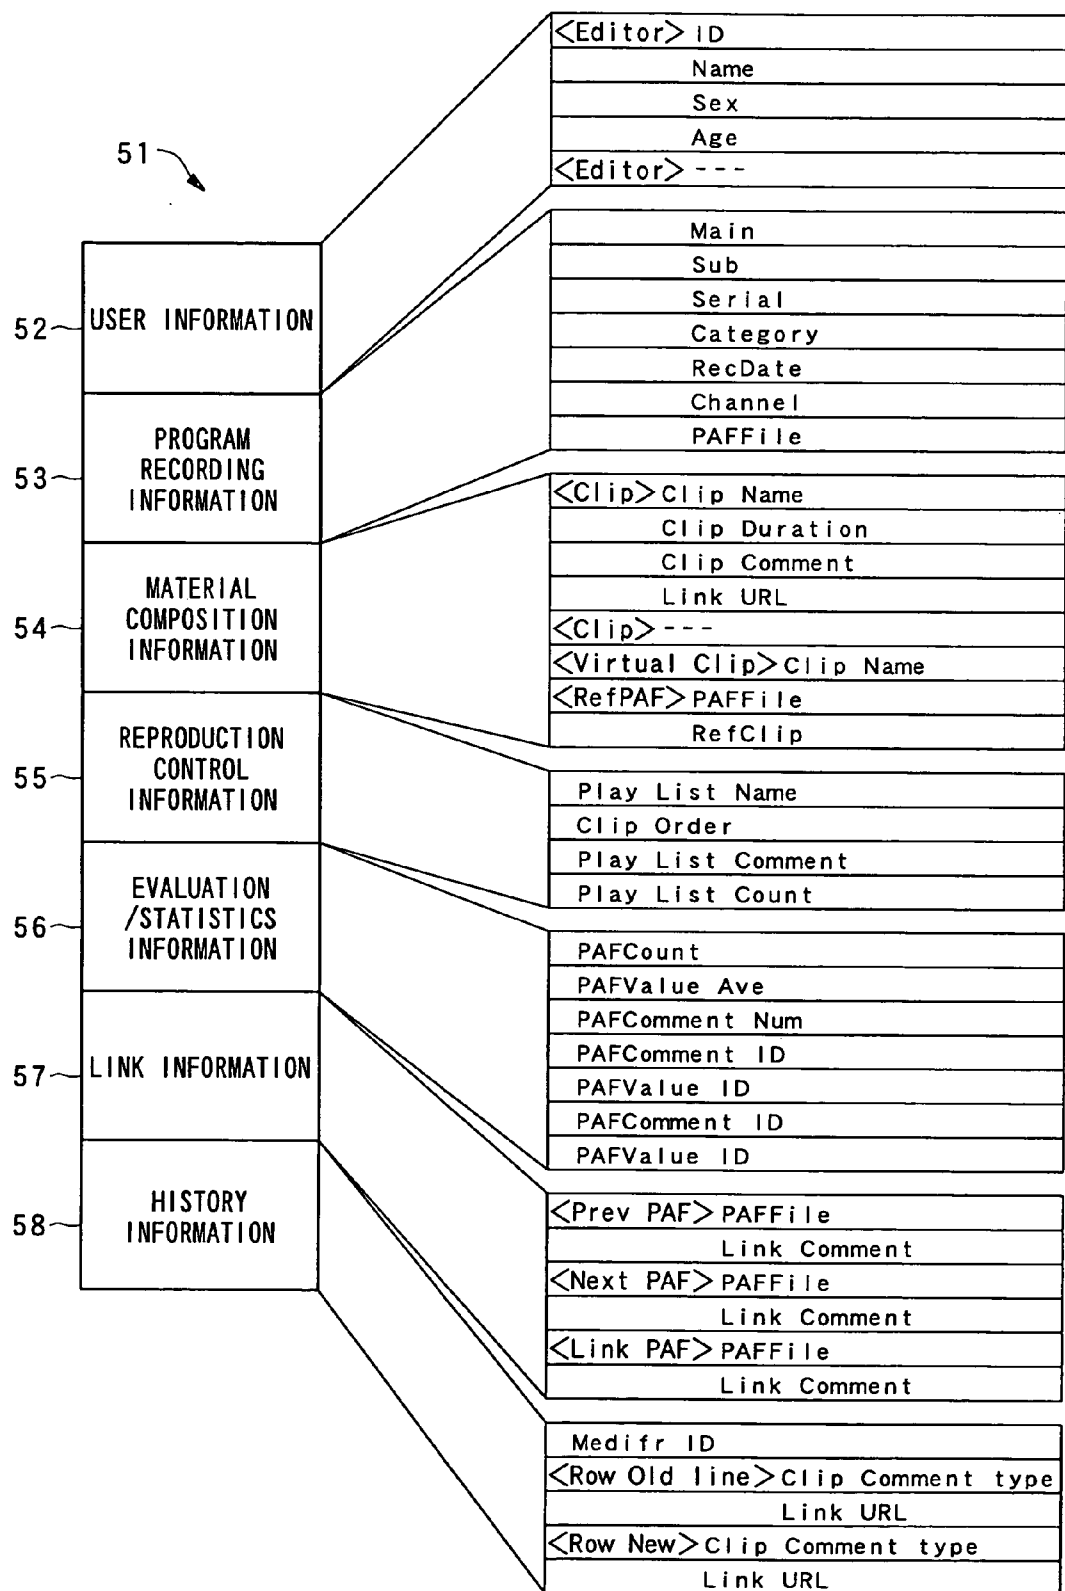 51
52
USER INFORMATION
53
PROGRAM
RECORDING
INFORMATION
54
MATERIAL
COMPOSITION
INFORMATION
55
REPRODUCTION
CONTROL
INFORMATION
56
EVALUATION
/STATISTICS
INFORMATION
57
LINK INFORMATION
58
HISTORY
INFORMATION
<Editor> ID
Name
Sex
Age
<Editor> ---
Main
Sub
Serial
Category
RecDate
Channel
PAFFile
<Clip> Clip Name
Clip Duration
Clip Comment
Link URL
<Clip> ---
<Virtual Clip> Clip Name
<RefPAF> PAFFile
RefClip
Play List Name
Clip Order
Play List Comment
Play List Count
PAFCount
PAFValue Ave
PAFComment Num
PAFComment ID
PAFValue ID
PAFComment ID
PAFValue ID
<Prev PAF> PAFFile
Link Comment
<Next PAF> PAFFile
Link Comment
<Link PAF> PAFFile
Link Comment
Medifr ID
<Row Old line> Clip Comment type
Link URL
<Row New> Clip Comment type
Link URL